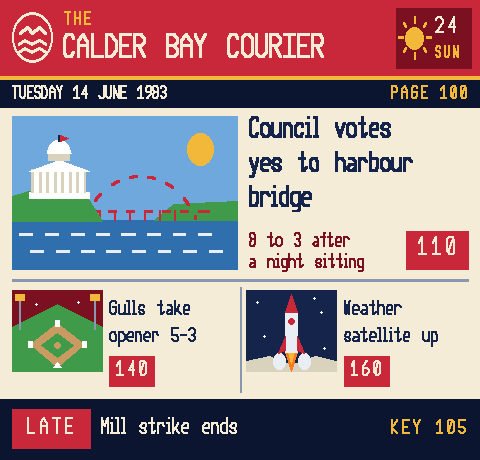 THE
CALDER BAY COURIER
24
SUN
TUESDAY 14 JUNE 1983
PAGE 100
Council votes
yes to harbour
bridge
8 to 3 after
a night sitting
110
Gulls take
opener 5-3
140
Weather
satellite up
160
LATE
Mill strike ends
KEY 105